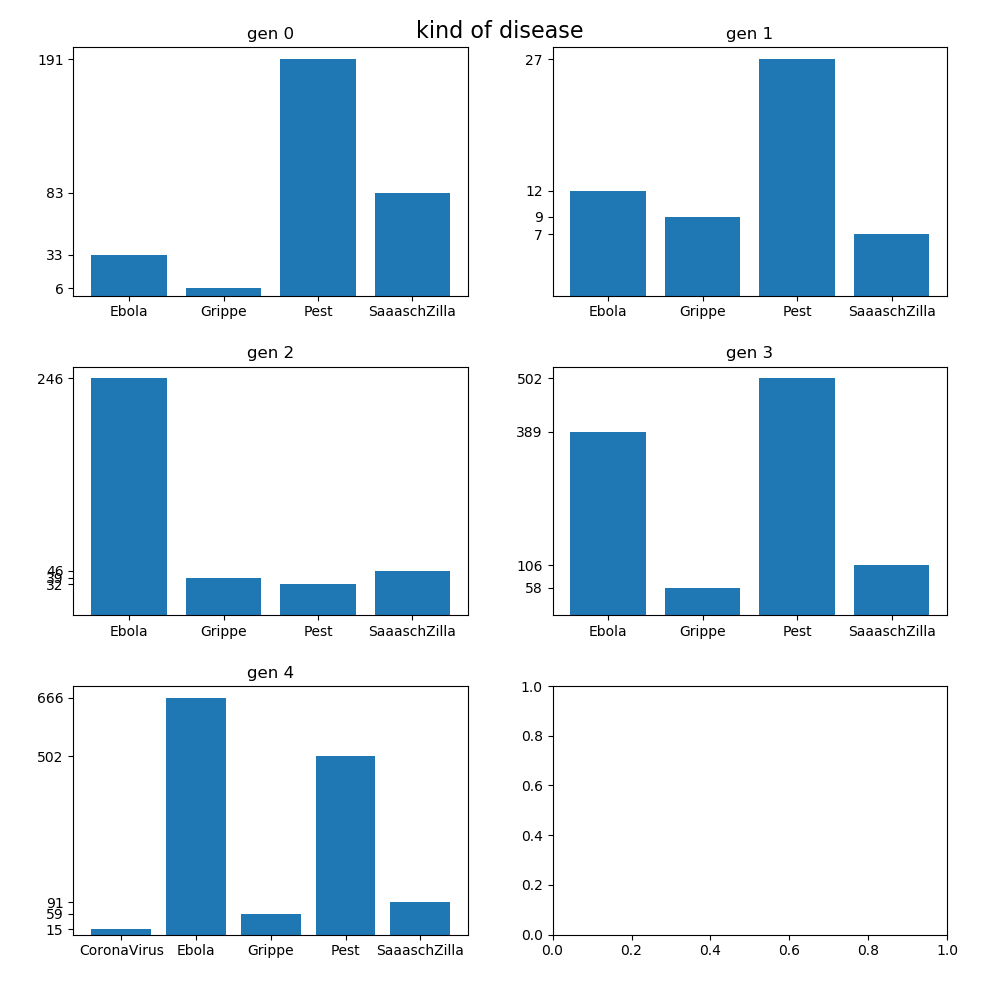 kind of disease
gen 0
191
83
33
6
Ebola Grippe Pest SaaaschZilla
gen 1
27
12
9
7
Ebola Grippe Pest SaaaschZilla
gen 2
246
46
39
32
Ebola Grippe Pest SaaaschZilla
gen 3
502
389
106
58
Ebola Grippe Pest SaaaschZilla
gen 4
666
502
91
59
15
CoronaVirus Ebola Grippe Pest SaaaschZilla
1.0
0.8
0.6
0.4
0.2
0.0
0.0 0.2 0.4 0.6 0.8 1.0